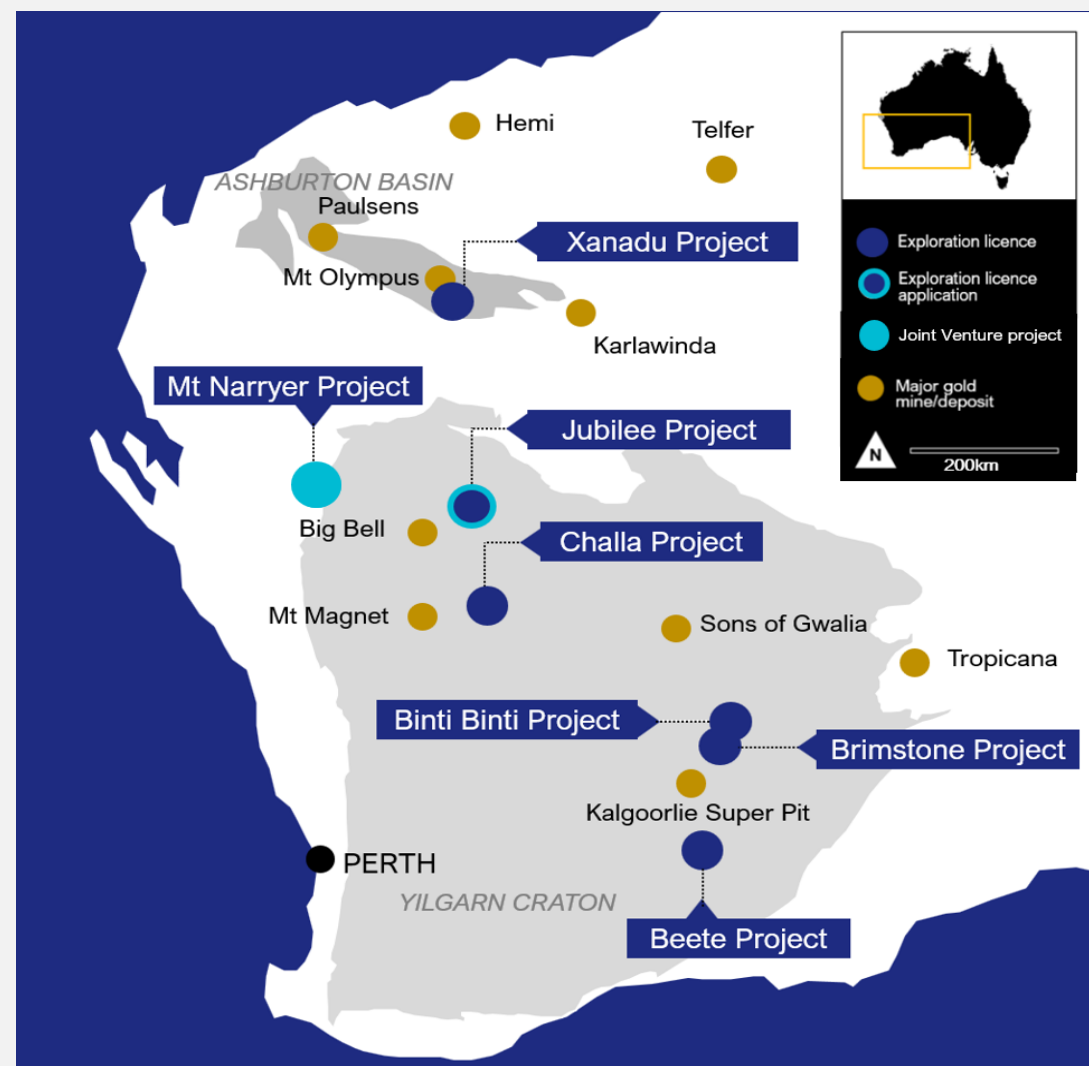 Hemi
Telfer
ASHBURTON BASIN
Paulsens
Xanadu Project
Mt Olympus
Karlawinda
Exploration licence
Exploration licence
application
Joint Venture project
Major gold
mine/deposit
N
200km
Mt Narryer Project
Jubilee Project
Big Bell
Challa Project
Mt Magnet
Sons of Gwalia
Tropicana
Binti Binti Project
Brimstone Project
Kalgoorlie Super Pit
PERTH
YILGARN CRATON
Beete Project